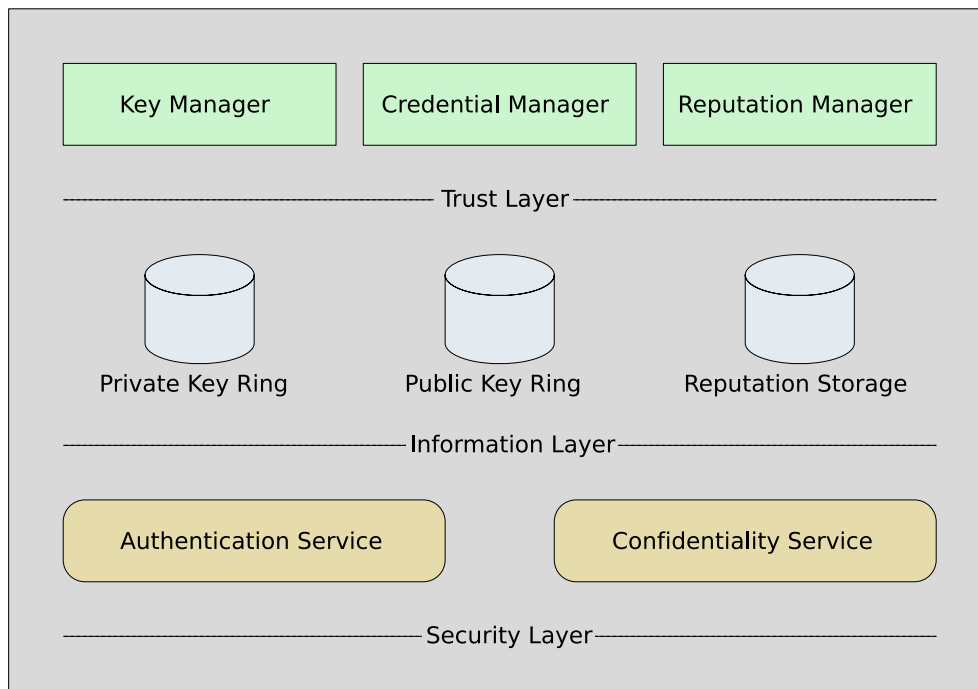 Key Manager
Credential Manager
Reputation Manager
Trust Layer
Private Key Ring
Public Key Ring
Reputation Storage
Information Layer
Authentication Service
Confidentiality Service
Security Layer